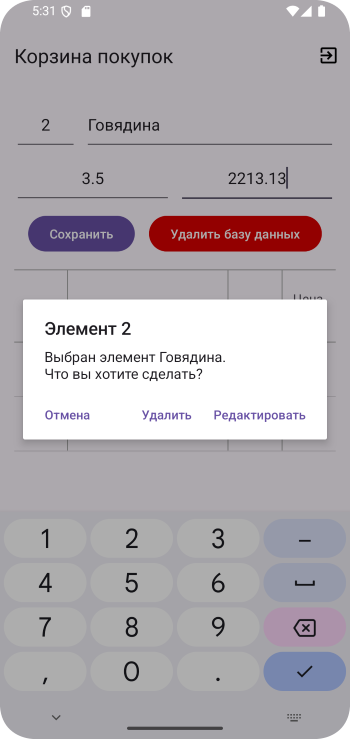 5:31
Корзина покупок
2 Говядина
3.5 2213.13
Сохранить Удалить базу данных
Цена
Элемент 2
Выбран элемент Говядина.
Что вы хотите сделать?
Отмена Удалить Редактировать
1 2 3 –
4 5 6
7 8 9
, 0 .